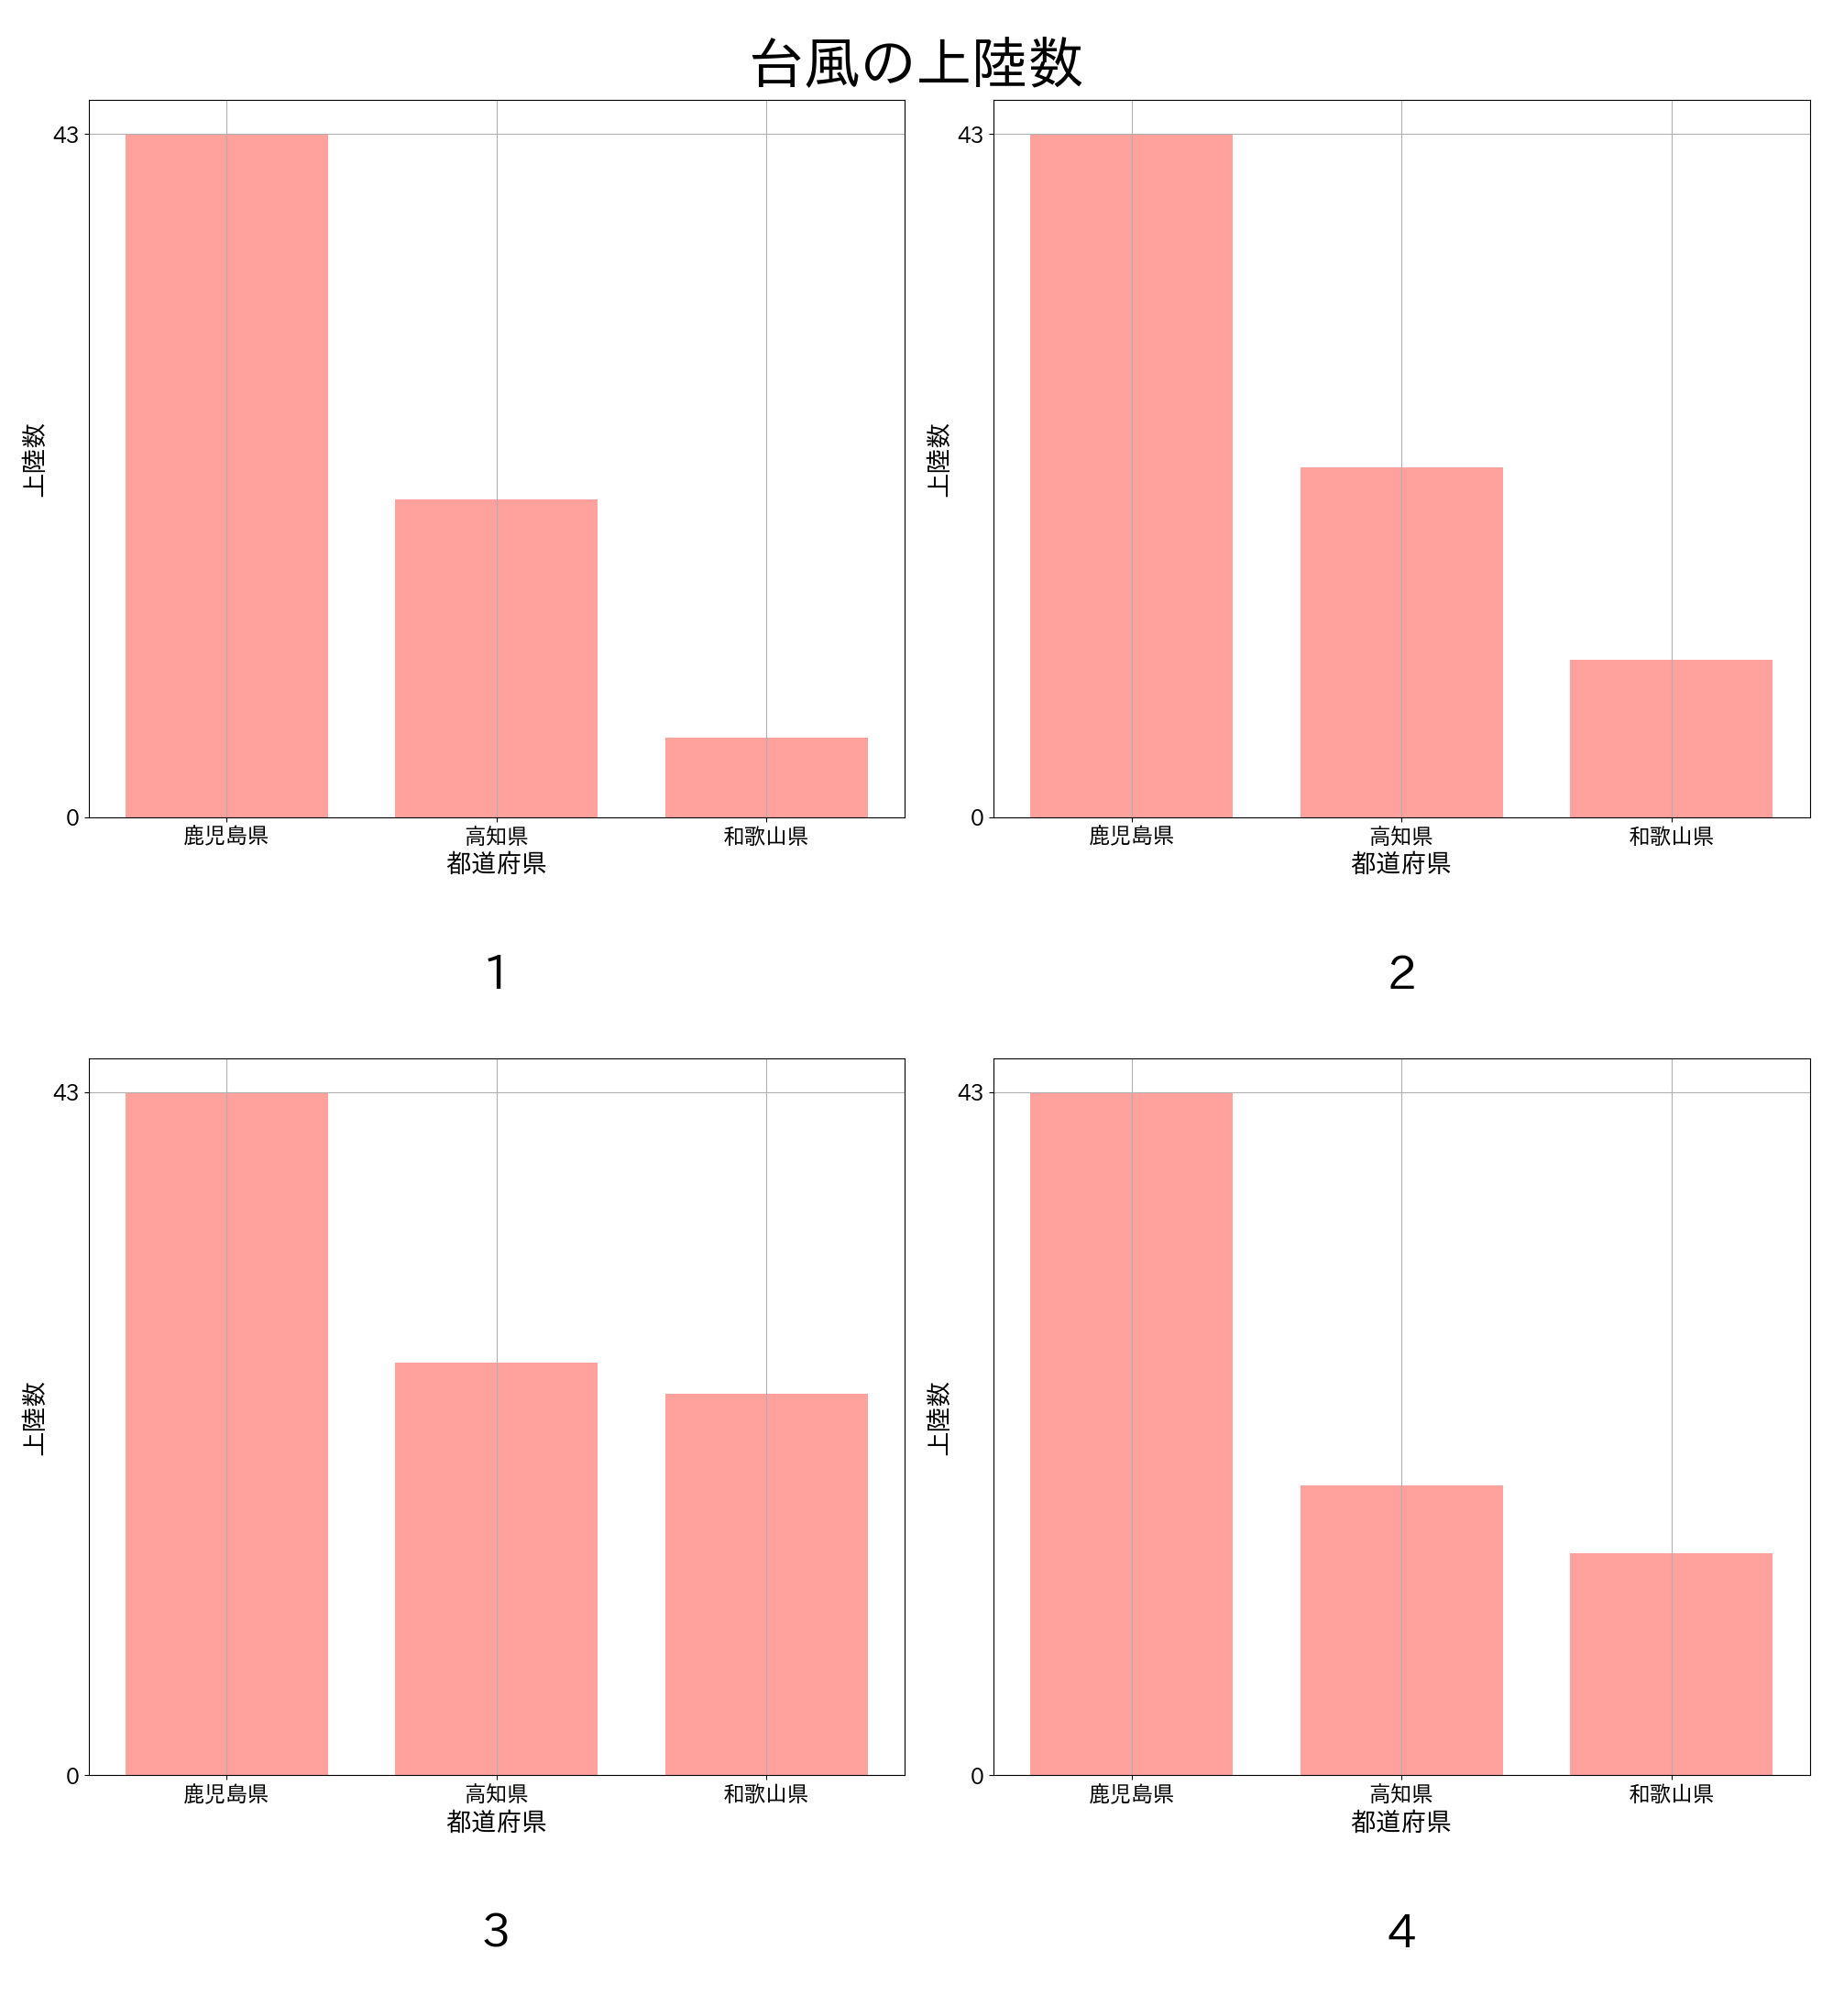 台風の上陸数
43
上陸数
0
鹿児島県 高知県 和歌山県
都道府県
1
43
上陸数
0
鹿児島県 高知県 和歌山県
都道府県
2
43
上陸数
0
鹿児島県 高知県 和歌山県
都道府県
3
43
上陸数
0
鹿児島県 高知県 和歌山県
都道府県
4